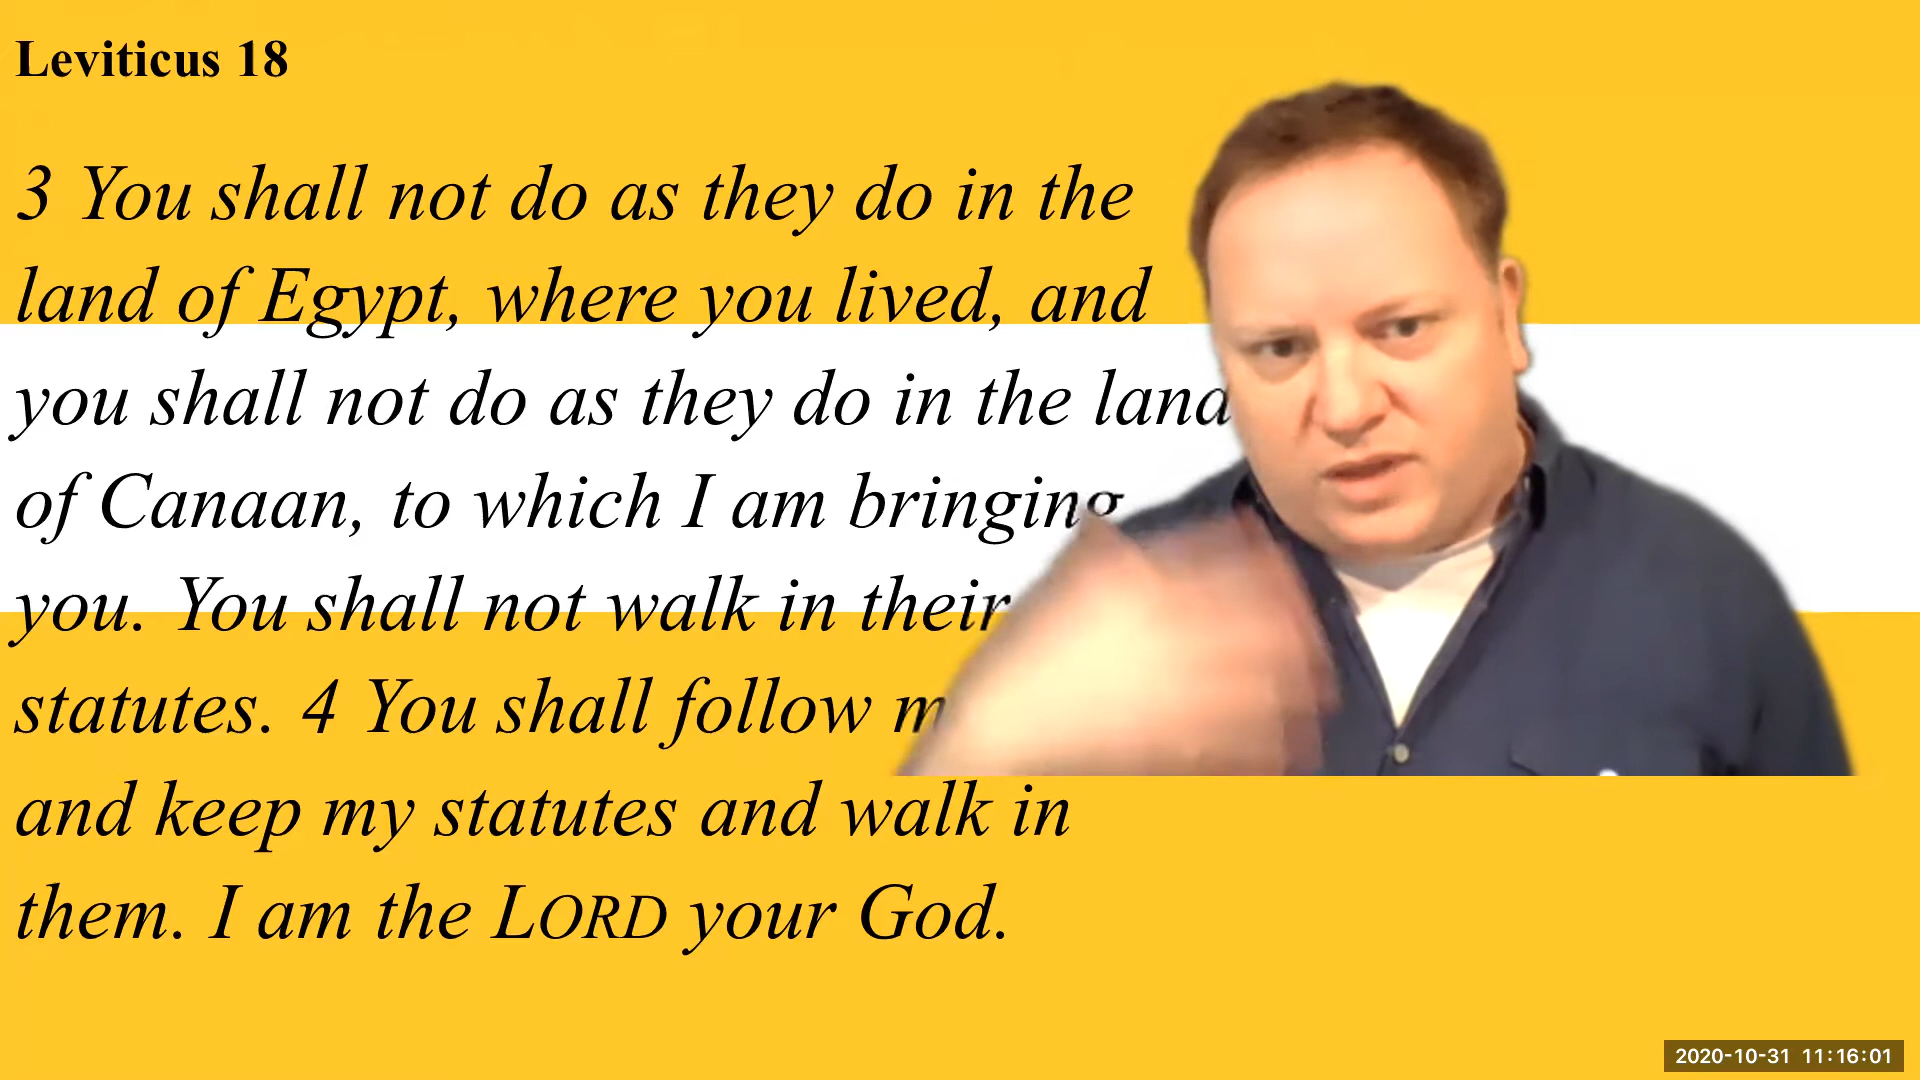 Leviticus 18
3 You shall not do as they do in the
land of Egypt, where you lived, and
you shall not do as they do in the land
of Canaan, to which I am bringing
you. You shall not walk in their
statutes. 4 You shall follow
and keep my statutes and walk in
them. I am the LORD your God.
2020-10-31 11:16:01